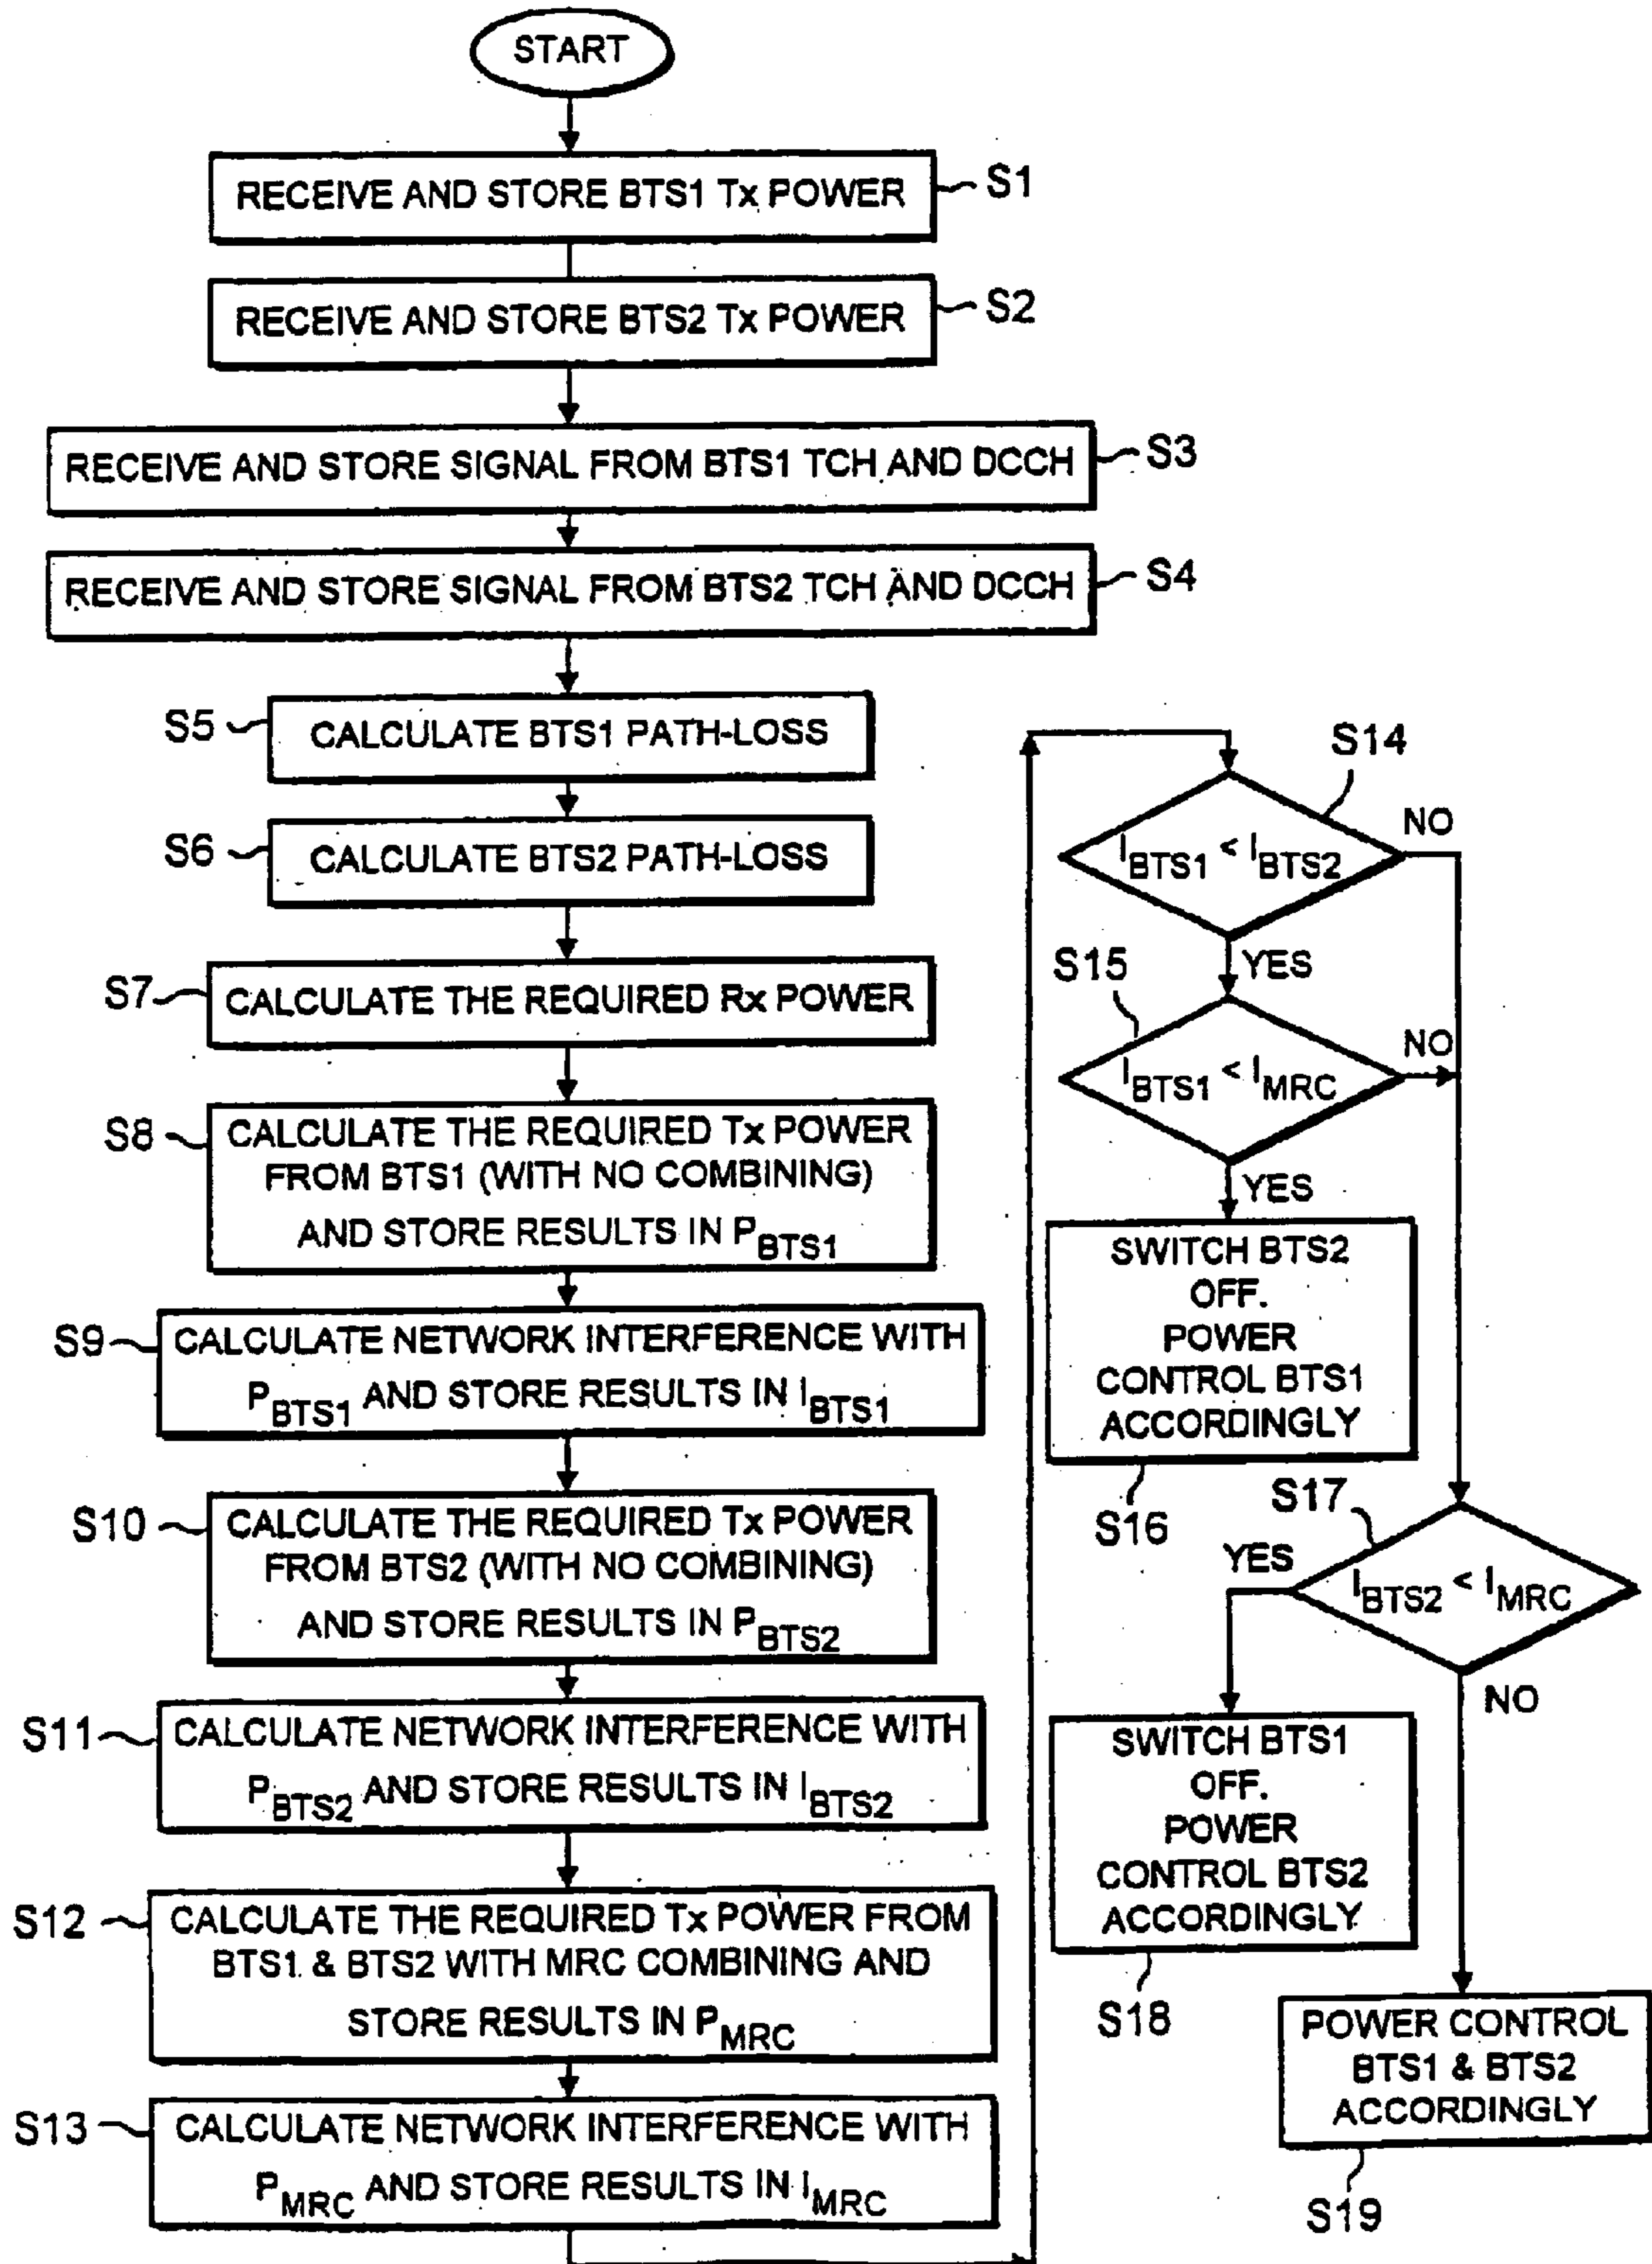 START
RECEIVE AND STORE BTS1 Tx POWER
S1
RECEIVE AND STORE BTS2 Tx POWER
S2
RECEIVE AND STORE SIGNAL FROM BTS1 TCH AND DCCH
S3
RECEIVE AND STORE SIGNAL FROM BTS2 TCH AND DCCH
S4
S5
CALCULATE BTS1 PATH-LOSS
S6
CALCULATE BTS2 PATH-LOSS
S7
CALCULATE THE REQUIRED Rx POWER
S8
CALCULATE THE REQUIRED Tx POWER
FROM BTS1 (WITH NO COMBINING)
AND STORE RESULTS IN PBTS1
S9
CALCULATE NETWORK INTERFERENCE WITH
PBTS1 AND STORE RESULTS IN IBTS1
S10
CALCULATE THE REQUIRED Tx POWER
FROM BTS2 (WITH NO COMBINING)
AND STORE RESULTS IN PBTS2
S11
CALCULATE NETWORK INTERFERENCE WITH
PBTS2 AND STORE RESULTS IN IBTS2
S12
CALCULATE THE REQUIRED Tx POWER FROM
BTS1 & BTS2 WITH MRC COMBINING AND
STORE RESULTS IN PMRC
S13
CALCULATE NETWORK INTERFERENCE WITH
PMRC AND STORE RESULTS IN IMRC
S14
IBTS1 < IBTS2
NO
YES
S15
IBTS1 < IMRC
NO
YES
SWITCH BTS2
OFF.
POWER
CONTROL BTS1
ACCORDINGLY
S16
S17
IBTS2 < IMRC
YES
NO
SWITCH BTS1
OFF.
POWER
CONTROL BTS2
ACCORDINGLY
S18
POWER CONTROL
BTS1 & BTS2
ACCORDINGLY
S19